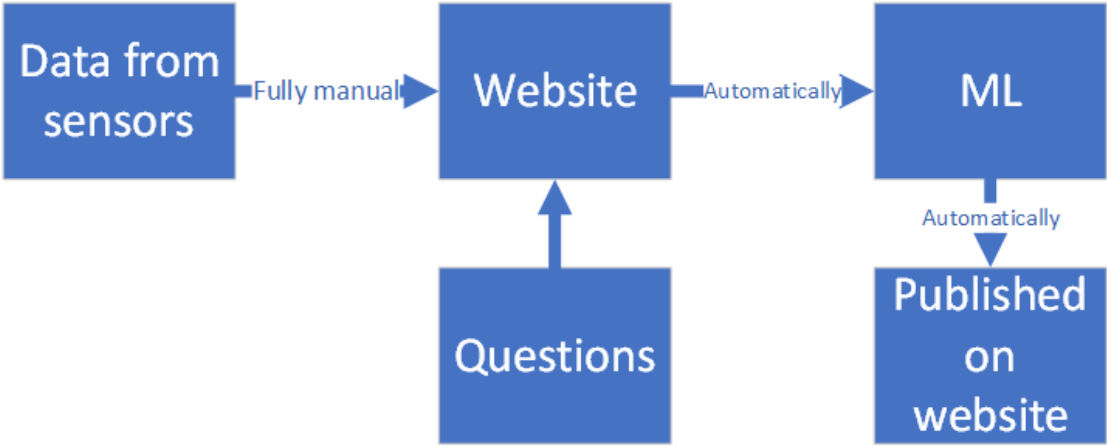 Data from
sensors
Fully manual
Website
Automatically
ML
Automatically
Questions
Published
on
website